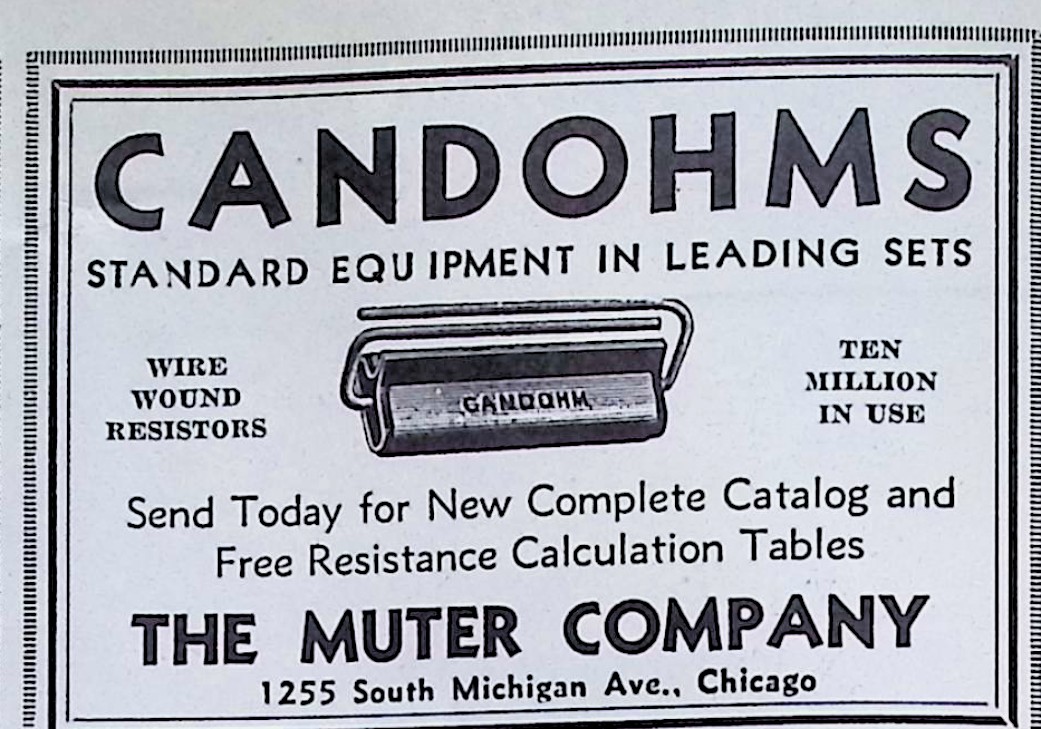 CANDOHMS
STANDARD EQUIPMENT IN LEADING SETS
WIRE
WOUND
RESISTORS
CANDOHM
TEN
MILLION
IN USE
Send Today for New Complete Catalog and
Free Resistance Calculation Tables
THE MUTER COMPANY
1255 South Michigan Ave., Chicago